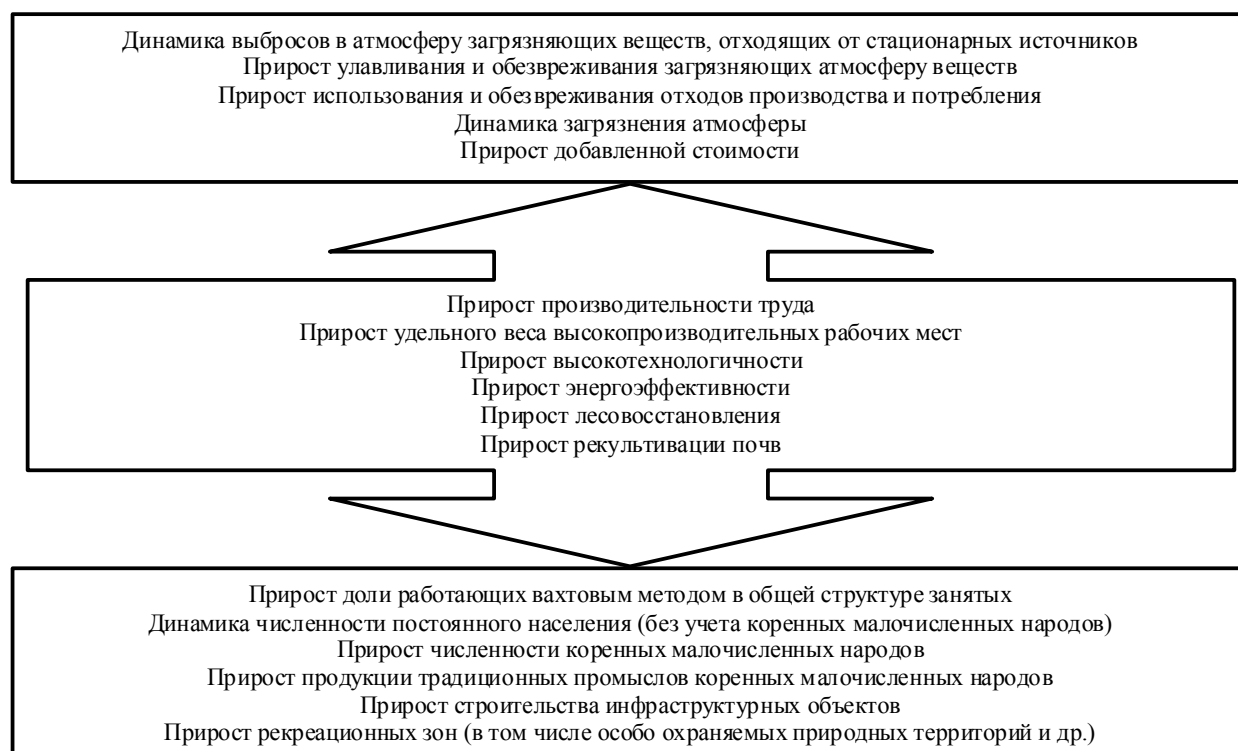 Динамика выбросов в атмосферу загрязняющих веществ, отходящих от стационарных источников
Прирост улавливания и обезвреживания загрязняющих атмосферу веществ
Прирост использования и обезвреживания отходов производства и потребления
Динамика загрязнения атмосферы
Прирост добавленной стоимости
Прирост производительности труда
Прирост удельного веса высокопроизводительных рабочих мест
Прирост высокотехнологичности
Прирост энергоэффективности
Прирост лесовосстановления
Прирост рекультивации почв
Прирост доли работающих вахтовым методом в общей структуре занятых
Динамика численности постоянного населения (без учета коренных малочисленных народов)
Прирост численности коренных малочисленных народов
Прирост продукции традиционных промыслов коренных малочисленных народов
Прирост строительства инфраструктурных объектов
Прирост рекреационных зон (в том числе особо охраняемых природных территорий и др.)